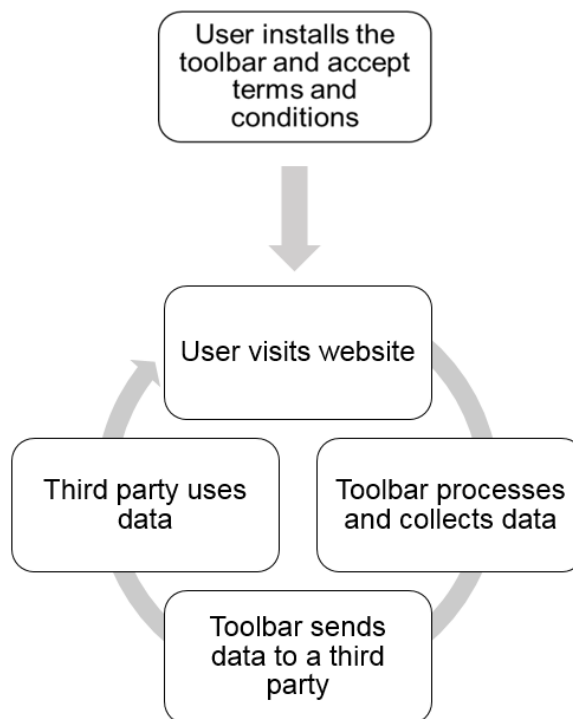 User installs the
toolbar and accept
terms and
conditions
User visits website
Toolbar processes
and collects data
Toolbar sends
data to a third
party
Third party uses
data